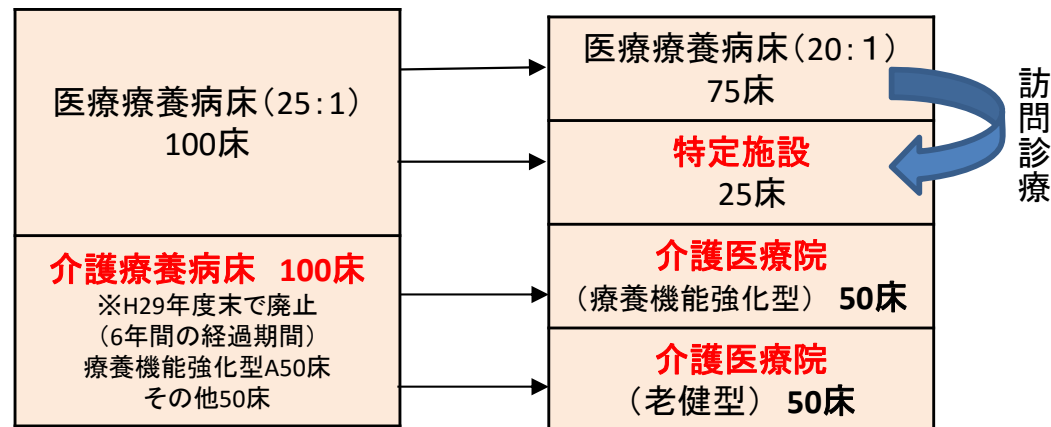 医療療養病床(25:1)
100床
介護療養病床 100床
※H29年度末で廃止
(6年間の経過期間)
療養機能強化型A50床
その他50床
医療療養病床(20:1)
75床
特定施設
25床
介護医療院
(療養機能強化型) 50床
介護医療院
(老健型) 50床
訪問診療